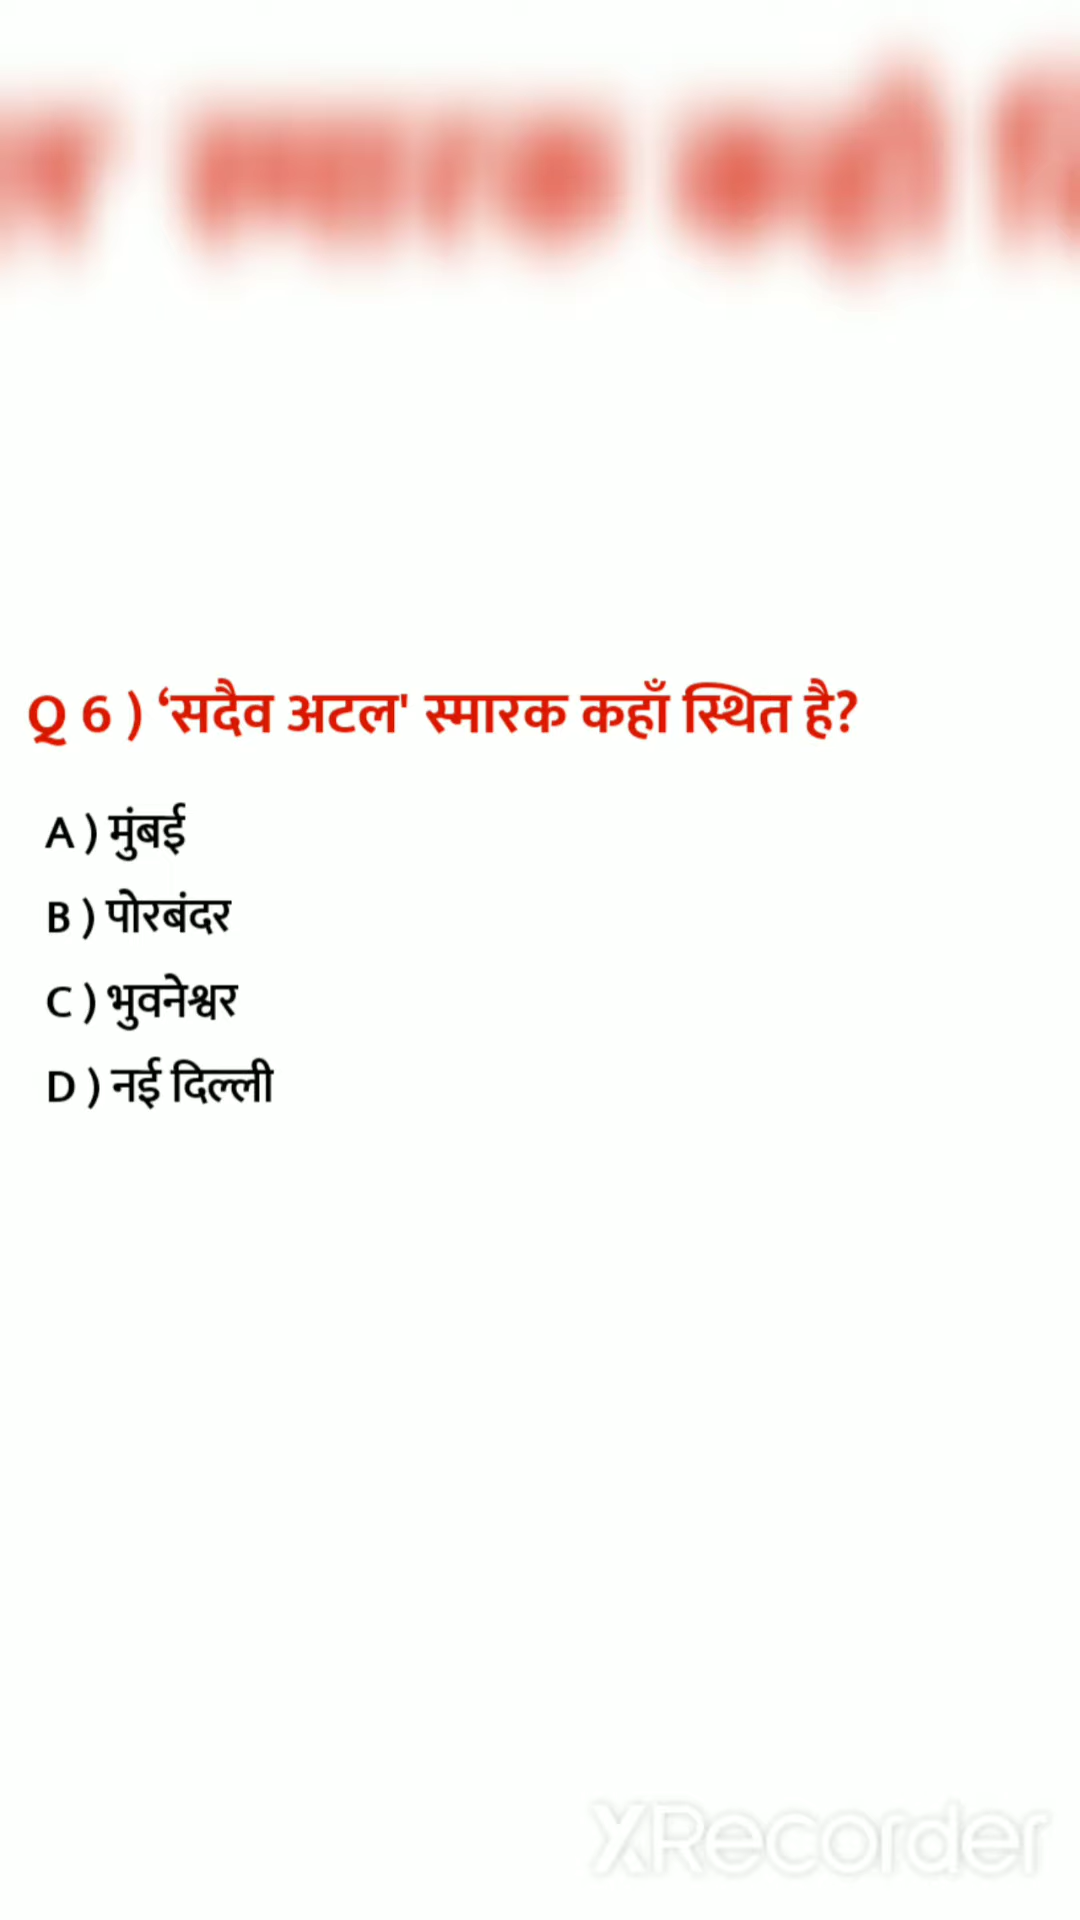 Q 6 ) ‘सदैव अटल' स्मारक कहाँ स्थित है?
A ) मुंबई
B ) पोरबंदर
C ) भुवनेश्वर
D ) नई दिल्ली
XRecorder